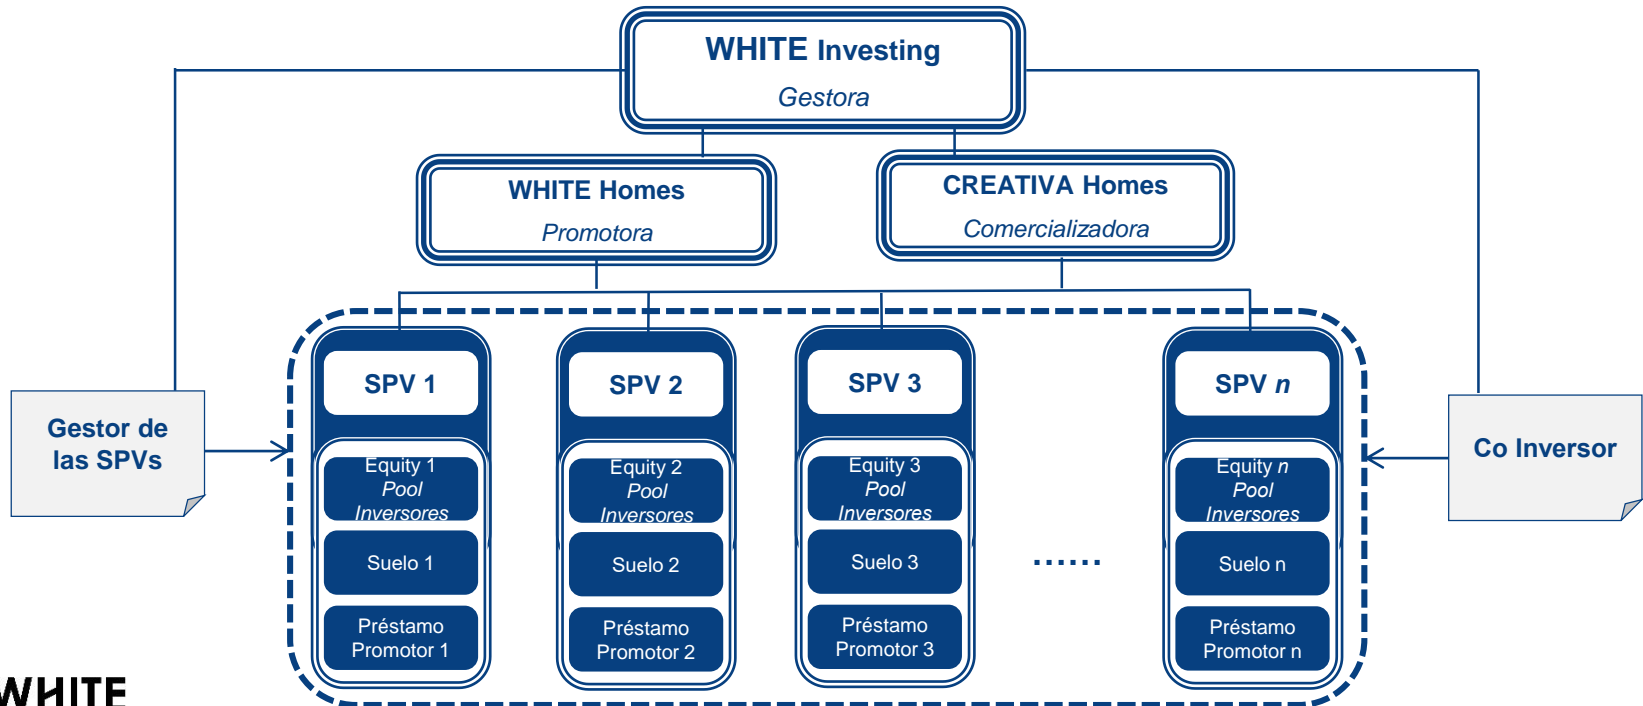 WHITE Investing
Gestora
WHITE Homes
Promotora
CREATIVA Homes
Comercializadora
Gestor de
las SPVs
SPV 1
Equity 1
Pool
Inversores
Suelo 1
Préstamo
Promotor 1
SPV 2
Equity 2
Pool
Inversores
Suelo 2
Préstamo
Promotor 2
SPV 3
Equity 3
Pool
Inversores
Suelo 3
Préstamo
Promotor 3
......
SPV n
Equity n
Pool
Inversores
Suelo n
Préstamo
Promotor n
Co Inversor
WHITE